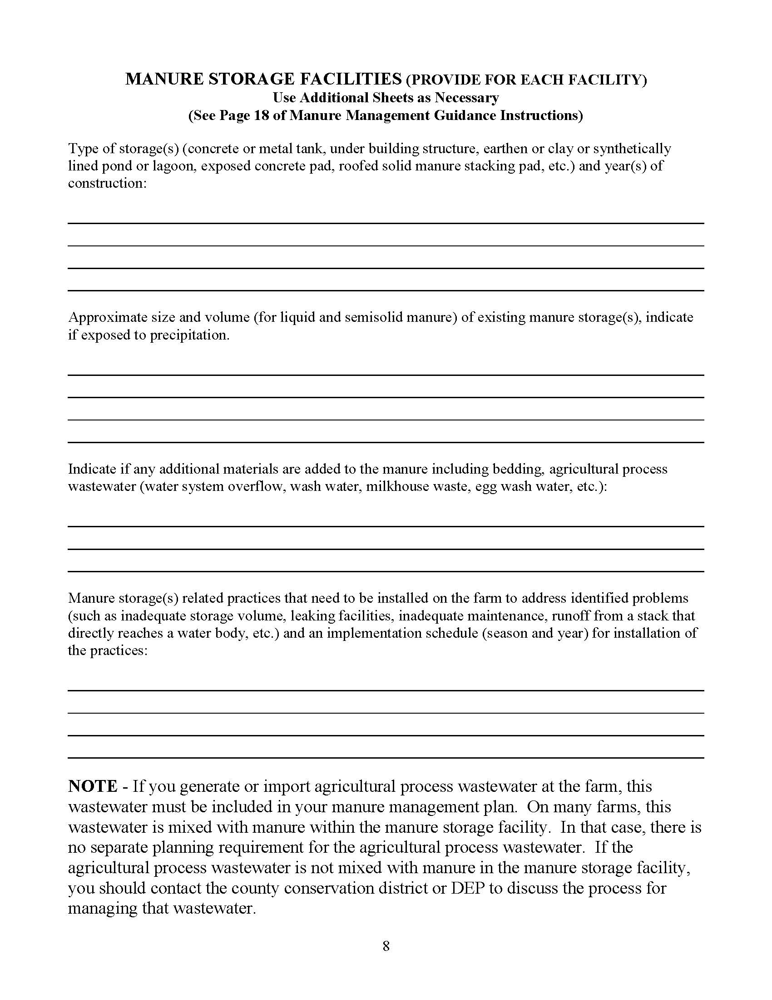 MANURE STORAGE FACILITIES (PROVIDE FOR EACH FACILITY)
Use Additional Sheets as Necessary
(See Page 18 of Manure Management Guidance Instructions)
Type of storage(s) (concrete or metal tank, under building structure, earthen or clay or synthetically
lined pond or lagoon, exposed concrete pad, roofed solid manure stacking pad, etc.) and year(s) of
construction:
Approximate size and volume (for liquid and semisolid manure) of existing manure storage(s), indicate
if exposed to precipitation.
Indicate if any additional materials are added to the manure including bedding, agricultural process
wastewater (water system overflow, wash water, milkhouse waste, egg wash water, etc.):
Manure storage(s) related practices that need to be installed on the farm to address identified problems
(such as inadequate storage volume, leaking facilities, inadequate maintenance, runoff from a stack that
directly reaches a water body, etc.) and an implementation schedule (season and year) for installation of
the practices:
NOTE - If you generate or import agricultural process wastewater at the farm, this
wastewater must be included in your manure management plan.  On many farms, this
wastewater is mixed with manure within the manure storage facility.  In that case, there is
no separate planning requirement for the agricultural process wastewater.  If the
agricultural process wastewater is not mixed with manure in the manure storage facility,
you should contact the county conservation district or DEP to discuss the process for
managing that wastewater.
8